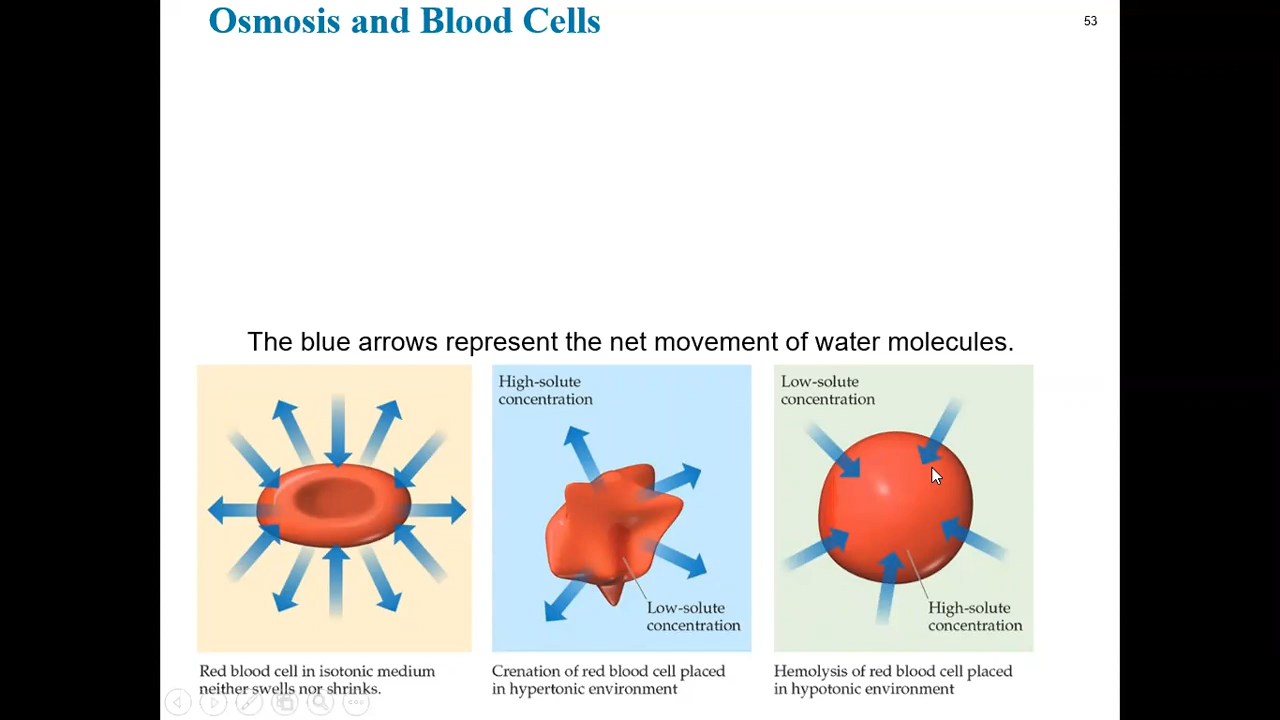 Osmosis and Blood Cells
53
The blue arrows represent the net movement of water molecules.
High-solute
concentration
Low-solute
concentration
Low-solute
concentration
High-solute
concentration
Red blood cell in isotonic medium
neither swells nor shrinks.
Crenation of red blood cell placed
in hypertonic environment
Hemolysis of red blood cell placed
in hypotonic environment